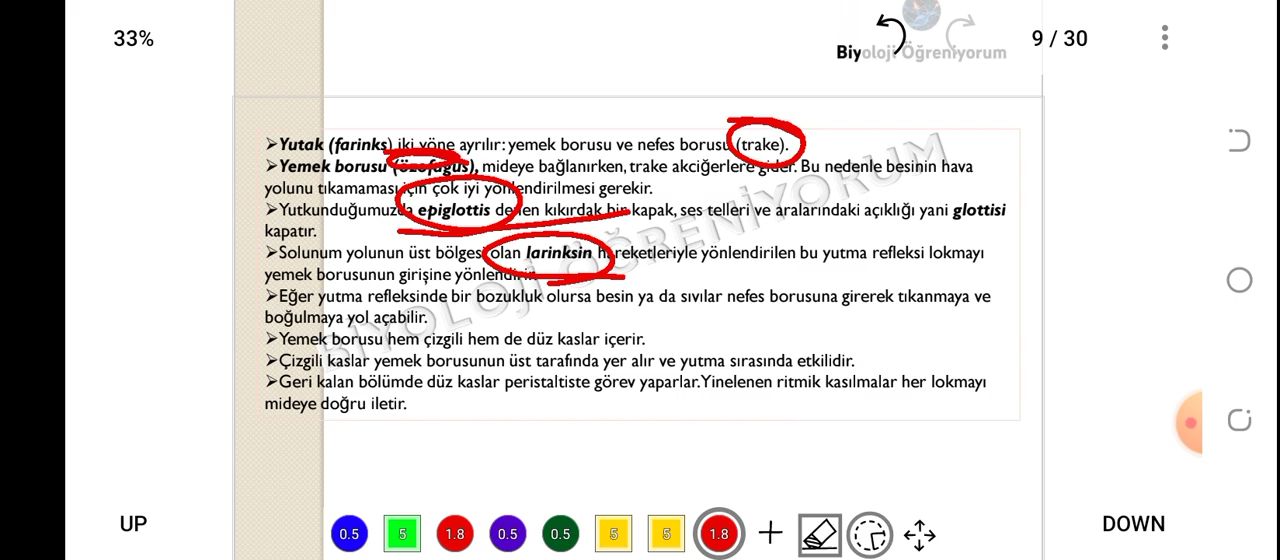 33%
Biyoloji Öğreniyorum
9 / 30
➢Yutak (farinks) iki yöne ayrılır: yemek borusu ve nefes borusu (trake).
➢Yemek borusu (özofagus), mideye bağlanırken, trake akciğerlere gider. Bu nedenle besinin hava
yolunu tıkamaması için çok iyi yönlendirilmesi gerekir.
➢Yutkunduğumuzda epiglottis denen kıkırdak bir kapak, ses telleri ve aralarındaki açıklığı yani glottisi
kapatır.
➢Solunum yolunun üst bölgesi olan larinksin hareketleriyle yönlendirilen bu yutma refleksi lokmayı
yemek borusunun girişine yönlendirir.
➢Eğer yutma refleksinde bir bozukluk olursa besin ya da sıvılar nefes borusuna girerek tıkanmaya ve
boğulmaya yol açabilir.
➢Yemek borusu hem çizgili hem de düz kaslar içerir.
➢Çizgili kaslar yemek borusunun üst tarafında yer alır ve yutma sırasında etkilidir.
➢Geri kalan bölümde düz kaslar peristaltiste görev yaparlar.Yinelenen ritmik kasılmalar her lokmayı
mideye doğru iletir.
BİYOLOJİ ÖĞRENİYORUM
UP
0.5 5 1.8 0.5 0.5 5 5 1.8
DOWN